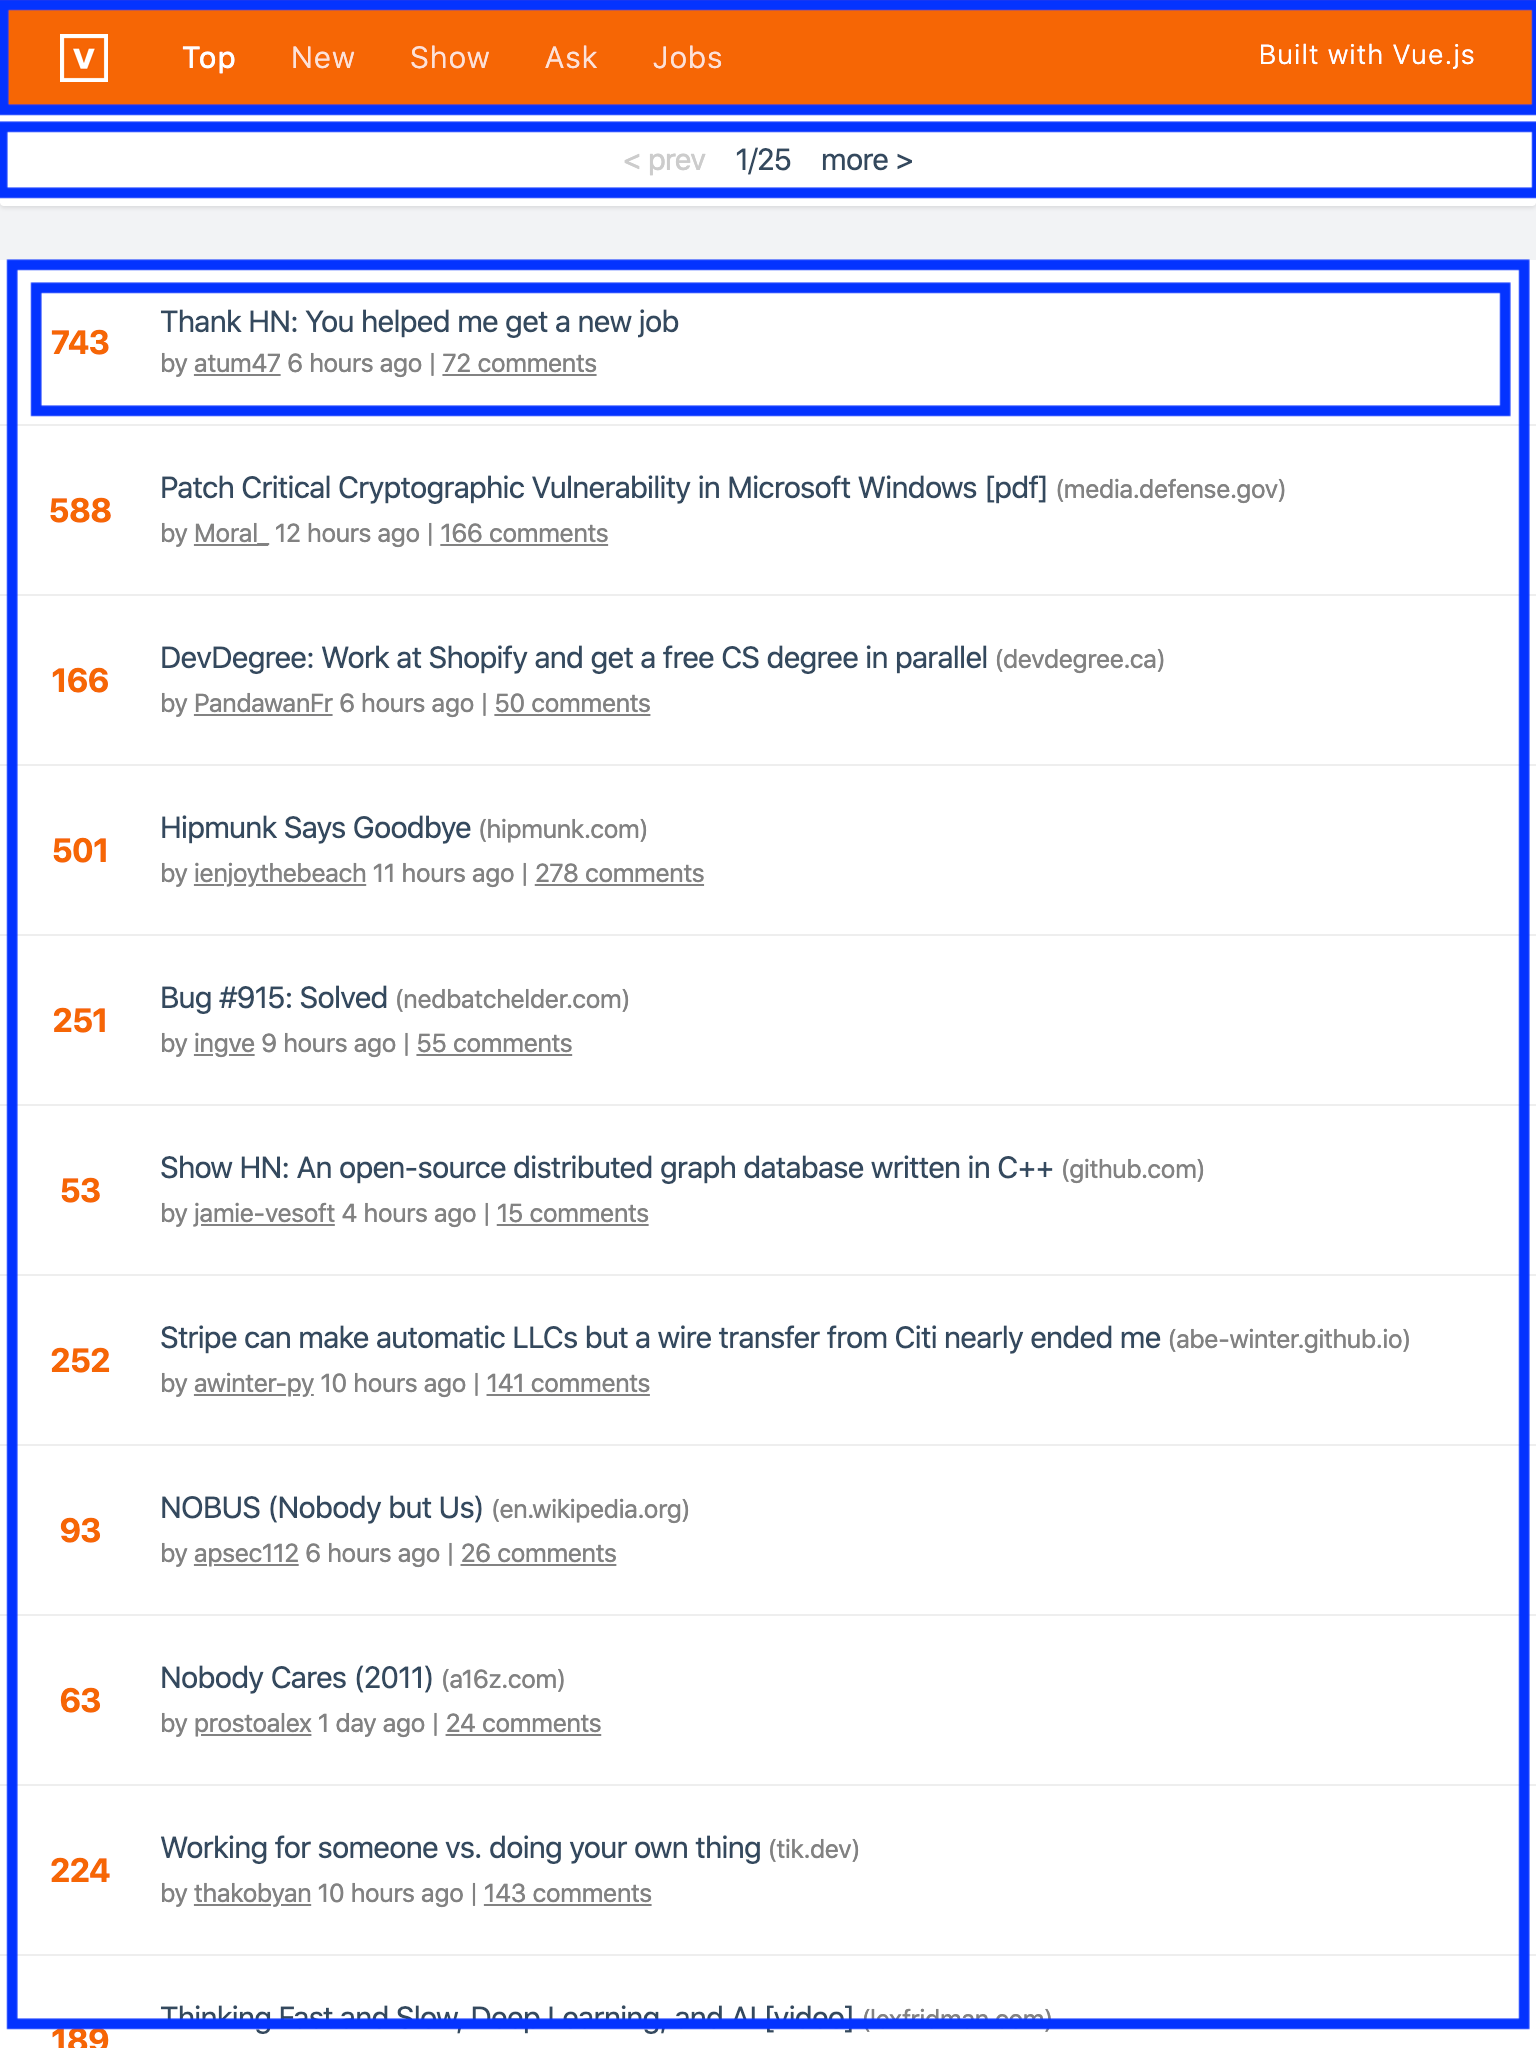 V Top New Show Ask Jobs Built with Vue.js
< prev 1/25 more >
743 Thank HN: You helped me get a new job
by atum47 6 hours ago | 72 comments
588 Patch Critical Cryptographic Vulnerability in Microsoft Windows [pdf] (media.defense.gov)
by Moral_ 12 hours ago | 166 comments
166 DevDegree: Work at Shopify and get a free CS degree in parallel (devdegree.ca)
by PandawanFr 6 hours ago | 50 comments
501 Hipmunk Says Goodbye (hipmunk.com)
by ienjoythebeach 11 hours ago | 278 comments
251 Bug #915: Solved (nedbatchelder.com)
by ingve 9 hours ago | 55 comments
53 Show HN: An open-source distributed graph database written in C++ (github.com)
by jamie-vesoft 4 hours ago | 15 comments
252 Stripe can make automatic LLCs but a wire transfer from Citi nearly ended me (abe-winter.github.io)
by awinter-py 10 hours ago | 141 comments
93 NOBUS (Nobody but Us) (en.wikipedia.org)
by apsec112 6 hours ago | 26 comments
63 Nobody Cares (2011) (a16z.com)
by prostoalex 1 day ago | 24 comments
224 Working for someone vs. doing your own thing (tik.dev)
by thakobyan 10 hours ago | 143 comments
189 Thinking Fast and Slow, Deep Learning, and AI [video] (lexfridman.com)